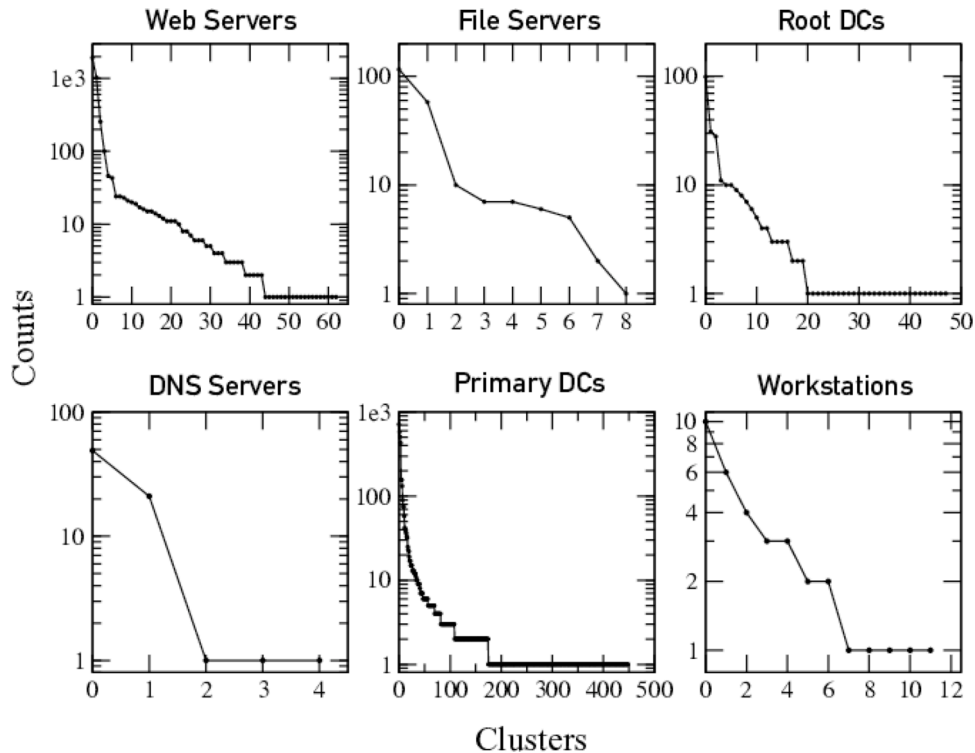 Web Servers
File Servers
Root DCs
1e3
100
10
1
0 10 20 30 40 50 60
100
10
1
0 1 2 3 4 5 6 7 8
100
10
1
0 10 20 30 40 50
Counts
DNS Servers
Primary DCs
Workstations
100
10
1
0 1 2 3 4
1e3
100
10
1
0 100 200 300 400 500
10
8
6
4
2
1
0 2 4 6 8 10 12
Clusters